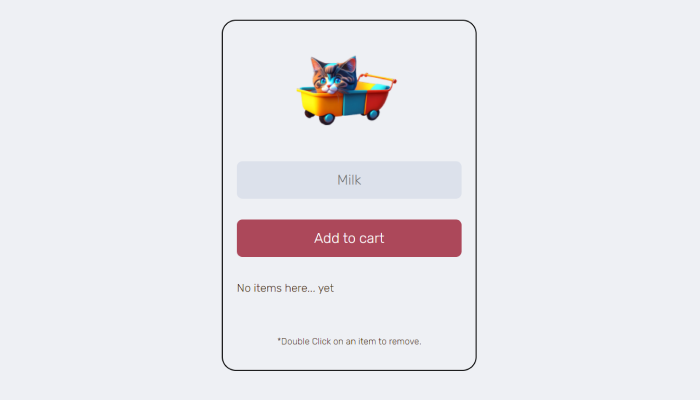 Milk
Add to cart
No items here... yet
*Double Click on an item to remove.